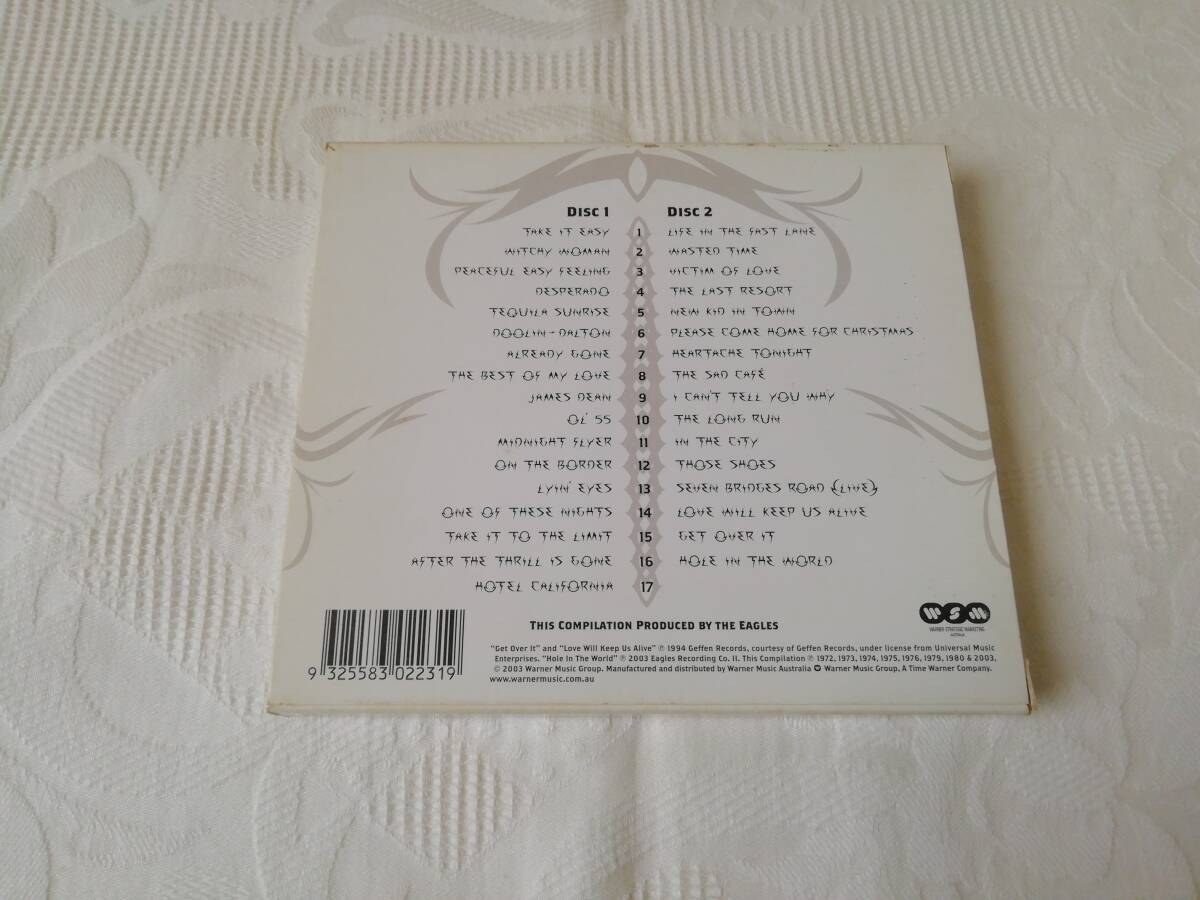 DISC 1 DISC 2
TAKE IT EASY 1 LIFE IN THE FAST LANE
WITCHY WOMAN 2 WASTED TIME
PEACEFUL EASY FEELING 3 VICTIM OF LOVE
DESPERADO 4 THE LAST RESORT
TEQUILA SUNRISE 5 NEW KID IN TOWN
DOOLIN-DALTON 6 PLEASE COME HOME FOR CHRISTMAS
ALREADY GONE 7 HEARTACHE TONIGHT
THE BEST OF MY LOVE 8 THE SAD CAFÉ
JAMES DEAN 9 I CAN'T TELL YOU WHY
OL' 55 10 THE LONG RUN
MIDNIGHT FLYER 11 IN THE CITY
ON THE BORDER 12 THOSE SHOES
LYIN' EYES 13 SEVEN BRIDGES ROAD (LIVE)
ONE OF THESE NIGHTS 14 LOVE WILL KEEP US ALIVE
TAKE IT TO THE LIMIT 15 GET OVER IT
AFTER THE THRILL IS GONE 16 HOLE IN THE WORLD
HOTEL CALIFORNIA 17
THIS COMPILATION PRODUCED BY THE EAGLES
WSM
WARNER STRATEGIC MARKETING
AUSTRALIA
"Get Over It" and "Love Will Keep Us Alive" ℗ 1994 Geffen Records, courtesy of Geffen Records, under license from Universal Music
Enterprises. "Hole In The World" ℗ 2003 Eagles Recording Co. II. This Compilation ℗ 1972, 1973, 1974, 1975, 1976, 1979, 1980 & 2003,
© 2003 Warner Music Group. Manufactured and distributed by Warner Music Australia Warner Music Group, A Time Warner Company.
www.warnermusic.com.au
9 325583 022319